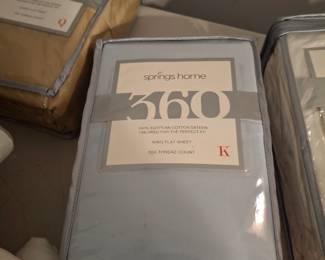 springs home
360
100% EGYPTIAN COTTON SATEEN
TAILORED FOR THE PERFECT FIT
KING FLAT SHEET
360 THREAD COUNT
K
Q